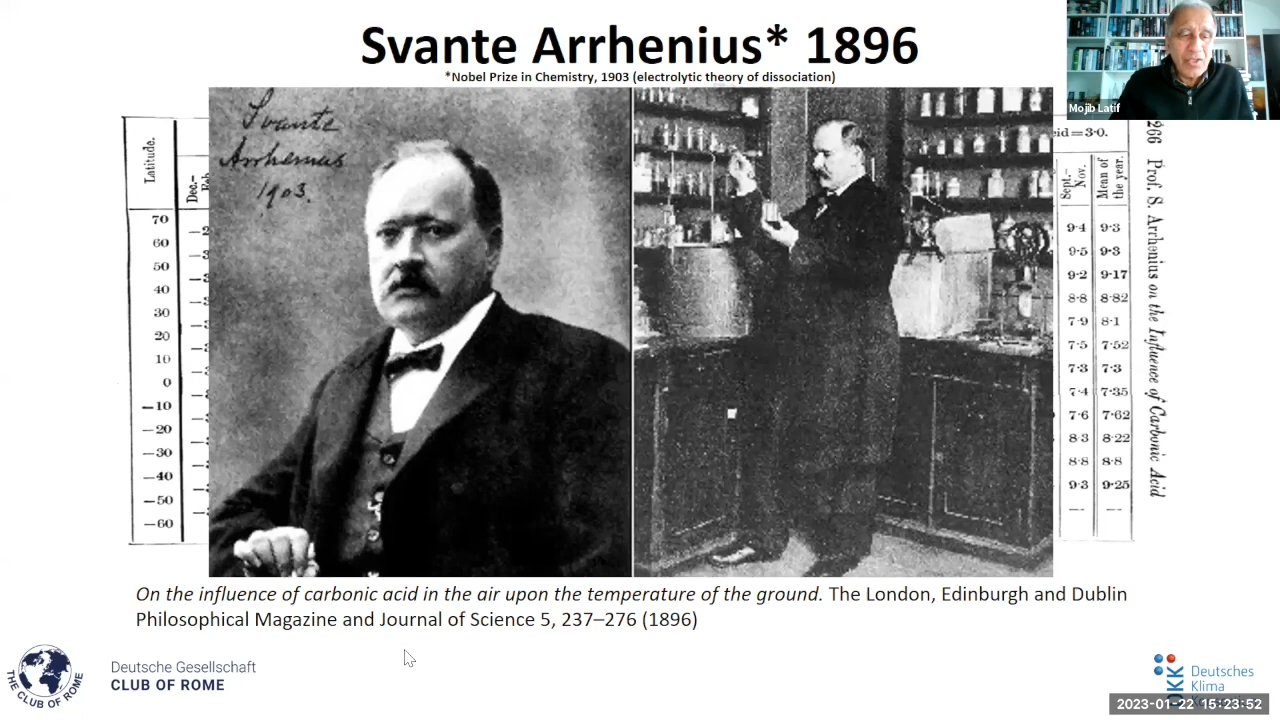 Svante Arrhenius* 1896
*Nobel Prize in Chemistry, 1903 (electrolytic theory of dissociation)
Mojib Latif
Svante
Arrhenius
1903.
Latitude.
Dec.–
70
60
50
40
30
20
10
0
–10
–20
–30
–40
–50
–60
eid=3·0.
Sept.– Nov.
Mean of the year.
9·4 9·3
9·5 9·3
9·2 9·17
8·8 8·82
7·9 8·1
7·5 7·52
7·3 7·3
7·4 7·35
7·6 7·62
8·3 8·22
8·8 8·8
9·3 9·25
266 Prof. S. Arrhenius on the Influence of Carbonic Acid
On the influence of carbonic acid in the air upon the temperature of the ground. The London, Edinburgh and Dublin
Philosophical Magazine and Journal of Science 5, 237–276 (1896)
THE CLUB OF ROME
Deutsche Gesellschaft
CLUB OF ROME
DKK
Deutsches
Klima
2023-01-22 15:23:52